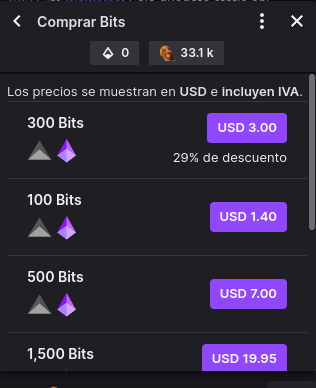 Comprar Bits
0
33.1 k
Los precios se muestran en USD e incluyen IVA.
300 Bits
USD 3.00
29% de descuento
100 Bits
USD 1.40
500 Bits
USD 7.00
1,500 Bits
USD 19.95